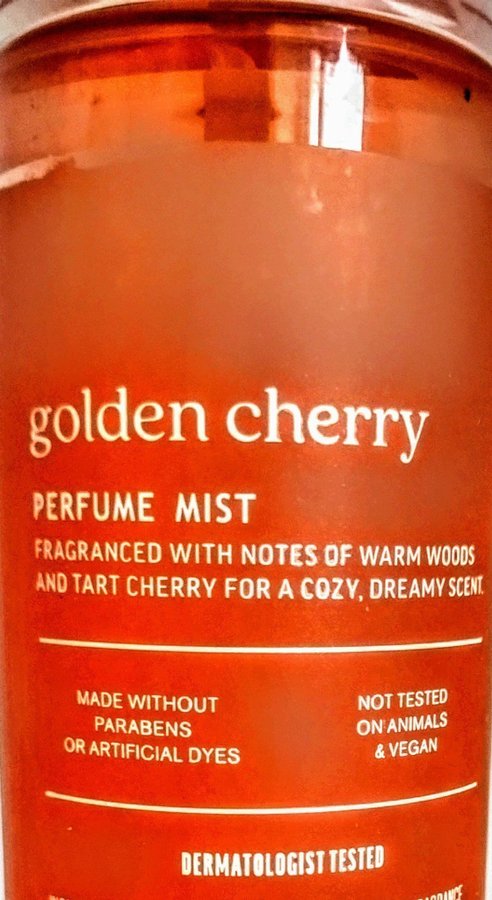 golden cherry
PERFUME MIST
FRAGRANCED WITH NOTES OF WARM WOODS
AND TART CHERRY FOR A COZY, DREAMY SCENT.
MADE WITHOUT
PARABENS
OR ARTIFICIAL DYES
NOT TESTED
ON ANIMALS
& VEGAN
DERMATOLOGIST TESTED